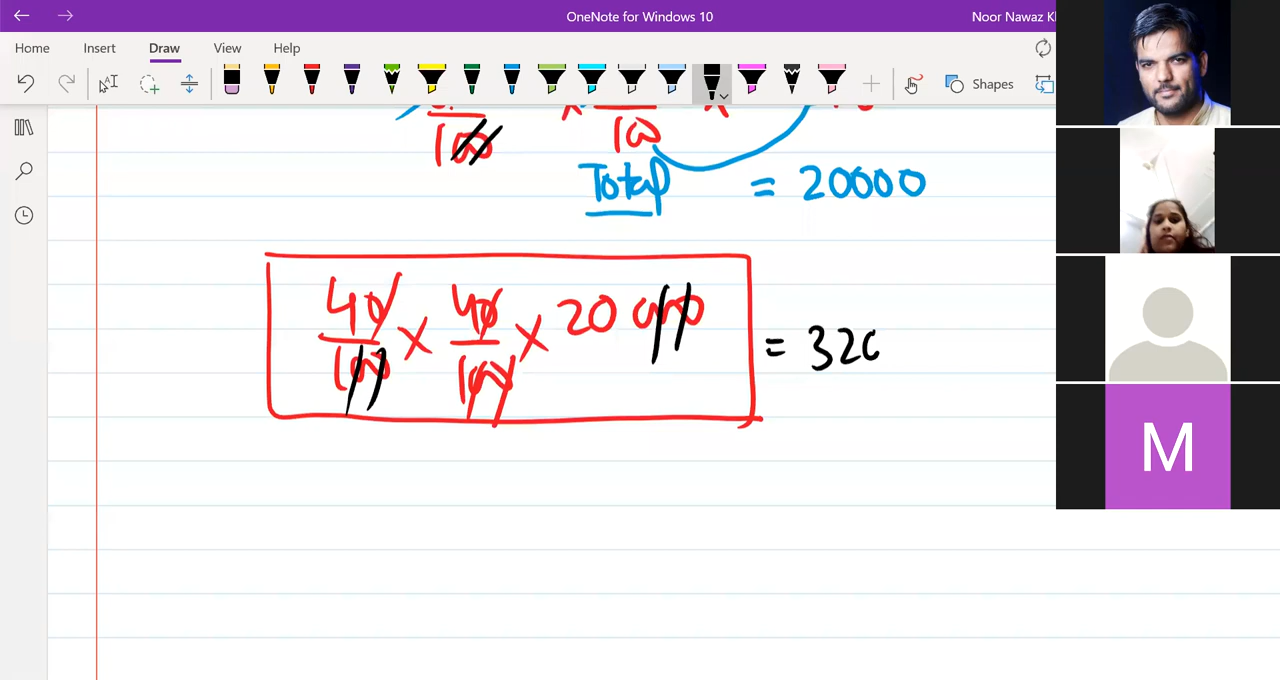 OneNote for Windows 10
Noor Nawaz K
Home Insert Draw View Help
Shapes
100 × 100 ×
Total = 20000
40/100 × 40/100 × 20000 = 320
M